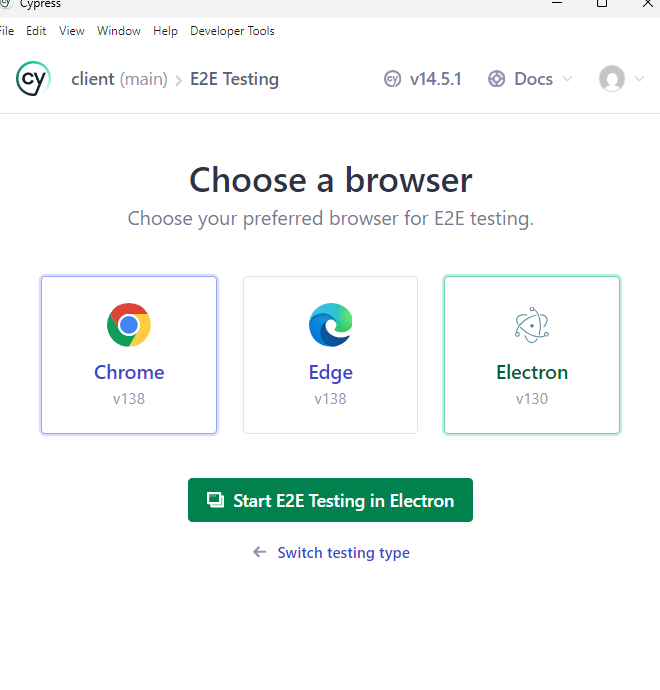 Cypress
File Edit View Window Help Developer Tools
cy client (main) E2E Testing cy v14.5.1 Docs
Choose a browser
Choose your preferred browser for E2E testing.
Chrome Edge Electron
v138 v138 v130
Start E2E Testing in Electron
Switch testing type